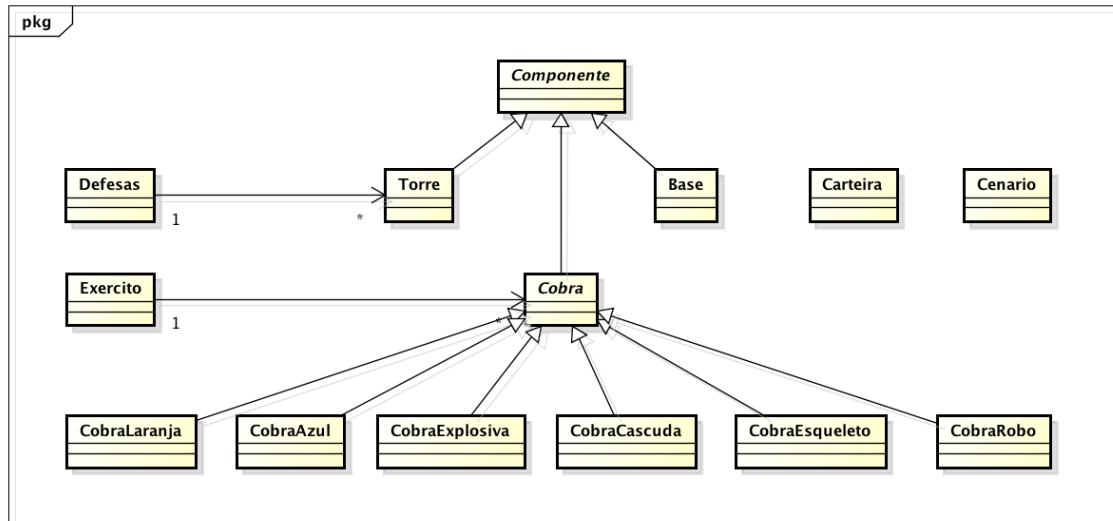 pkg
Componente
Defesas
Torre
Base
Carteira
Cenario
1
*
Exercito
Cobra
1
*
CobraLaranja
CobraAzul
CobraExplosiva
CobraCascuda
CobraEsqueleto
CobraRobo